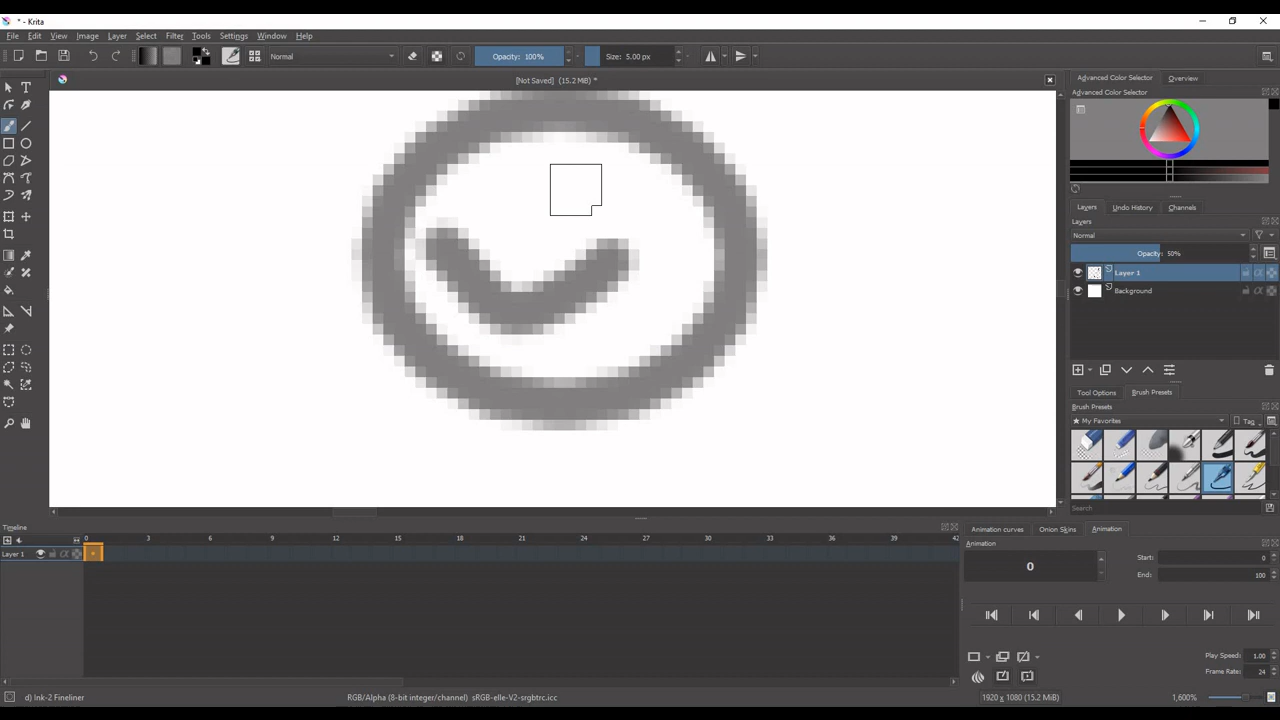 * - Krita
File Edit View Image Layer Select Filter Tools Settings Window Help
Normal Opacity: 100% Size: 5.00 px
[Not Saved] (15.2 MiB) *
Advanced Color Selector Overview
Advanced Color Selector
Layers Undo History Channels
Layers
Normal
Opacity: 50%
Layer 1
Background
Tool Options Brush Presets
Brush Presets
My Favorites Tag
Search
Timeline
0 3 6 9 12 15 18 21 24 27 30 33 36 39 42
Layer 1
Animation curves Onion Skins Animation
Animation
0
Start: 0
End: 100
Play Speed: 1.00
Frame Rate: 24
d) Ink-2 Fineliner
RGB/Alpha (8-bit integer/channel) sRGB-elle-V2-srgbtrc.icc
1920 x 1080 (15.2 MiB)
1,600%